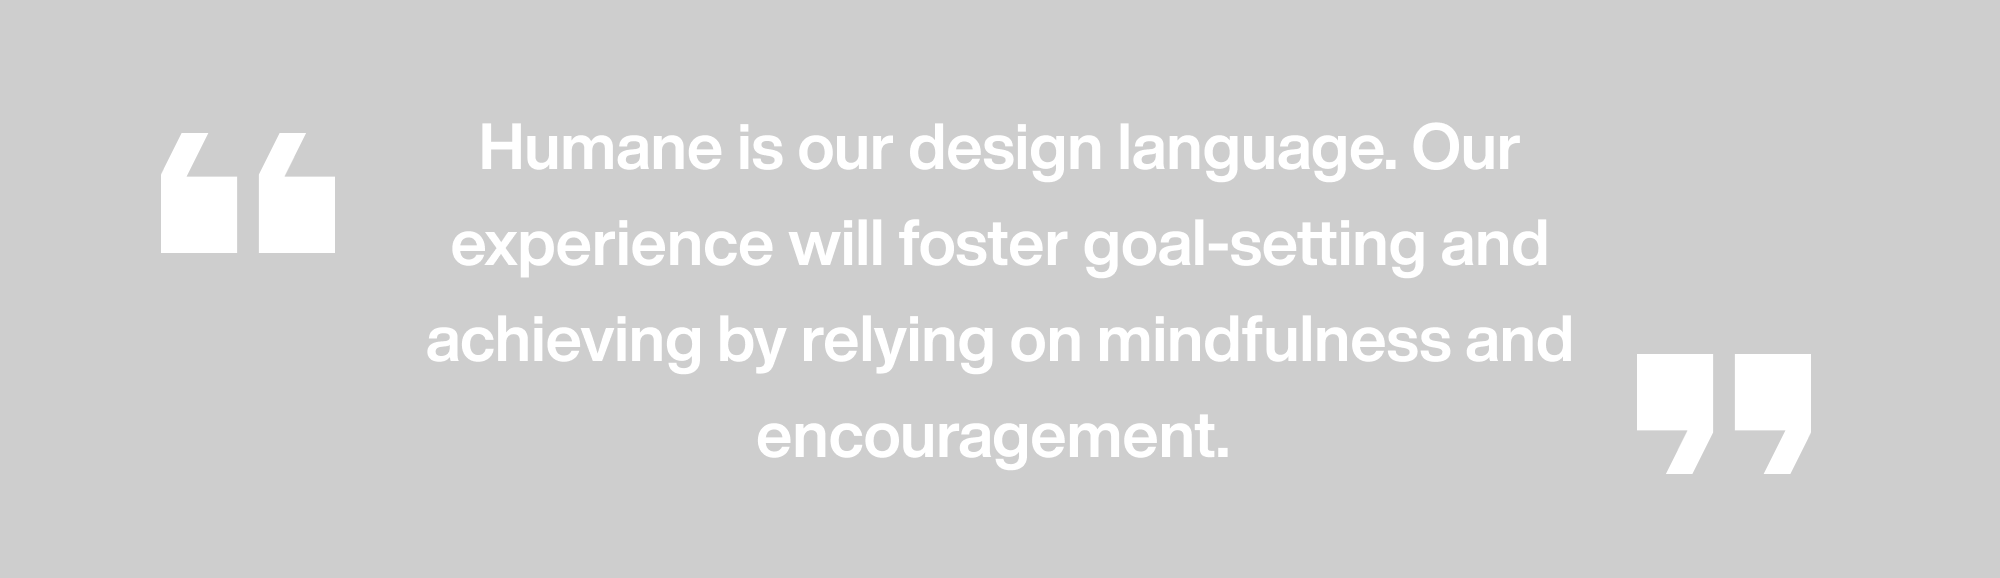 “ Humane is our design language. Our
experience will foster goal-setting and
achieving by relying on mindfulness and
encouragement. ”